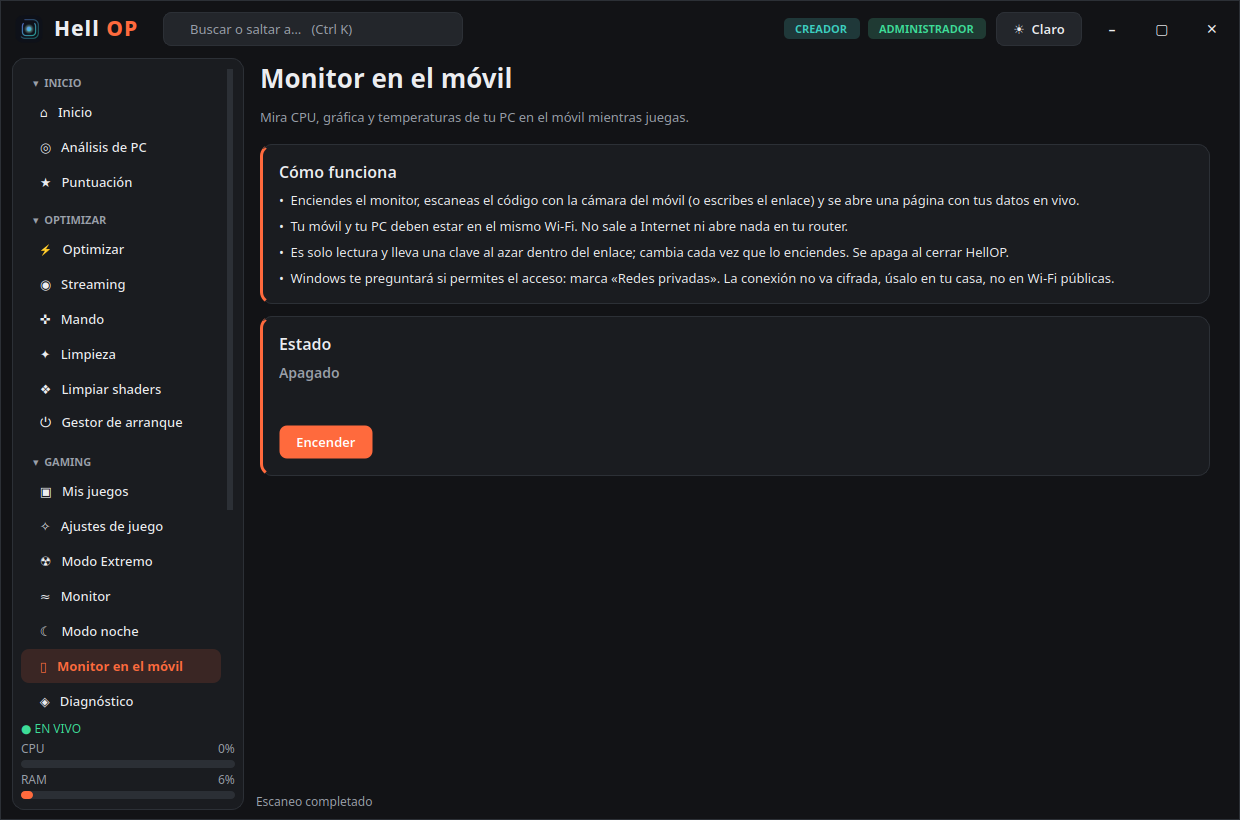 Hell OP
Buscar o saltar a... (Ctrl K)
CREADOR
ADMINISTRADOR
☀ Claro
▾ INICIO
⌂ Inicio
◎ Análisis de PC
★ Puntuación
▾ OPTIMIZAR
⚡ Optimizar
◉ Streaming
✜ Mando
✦ Limpieza
❖ Limpiar shaders
⏻ Gestor de arranque
▾ GAMING
▣ Mis juegos
✧ Ajustes de juego
☢ Modo Extremo
≈ Monitor
☾ Modo noche
▯ Monitor en el móvil
◈ Diagnóstico
● EN VIVO
CPU 0%
RAM 6%
Monitor en el móvil
Mira CPU, gráfica y temperaturas de tu PC en el móvil mientras juegas.
Cómo funciona
• Enciendes el monitor, escaneas el código con la cámara del móvil (o escribes el enlace) y se abre una página con tus datos en vivo.
• Tu móvil y tu PC deben estar en el mismo Wi-Fi. No sale a Internet ni abre nada en tu router.
• Es solo lectura y lleva una clave al azar dentro del enlace; cambia cada vez que lo enciendes. Se apaga al cerrar HellOP.
• Windows te preguntará si permites el acceso: marca «Redes privadas». La conexión no va cifrada, úsalo en tu casa, no en Wi-Fi públicas.
Estado
Apagado
Encender
Escaneo completado